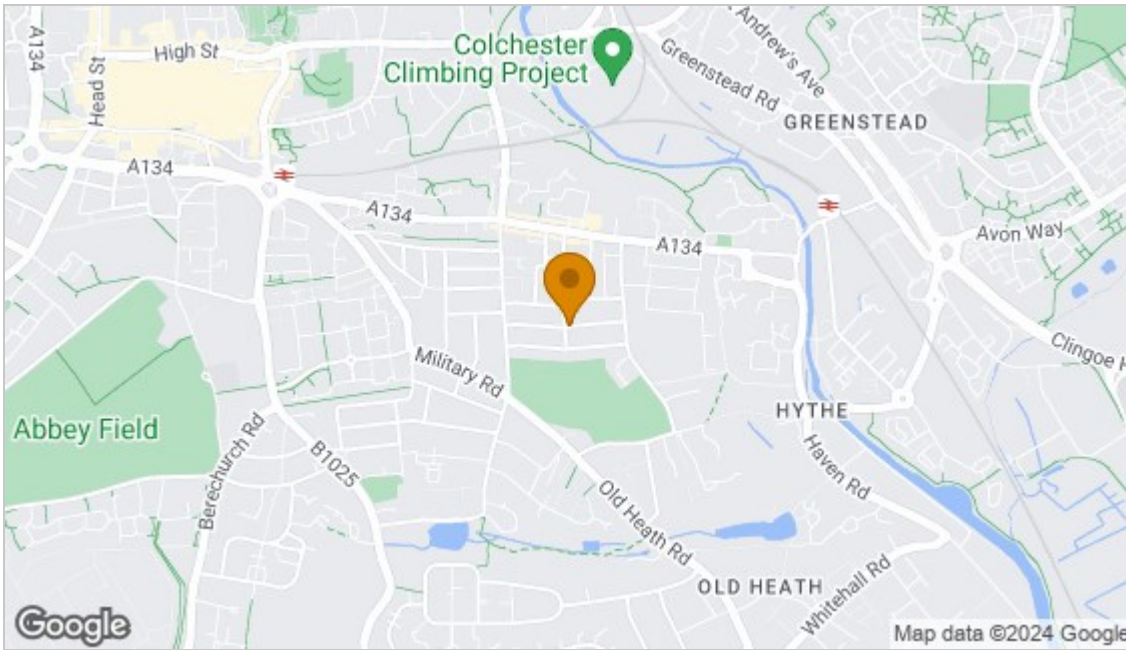 A134
High St
Head St
Colchester
Climbing Project
St Andrew's Ave
Greenstead Rd
GREENSTEAD
A134
A134
A134
Avon Way
Military Rd
Clingoe H
Abbey Field
Berechurch Rd
B1025
HYTHE
Haven Rd
Old Heath Rd
OLD HEATH
Whitehall Rd
Google
Map data ©2024 Google